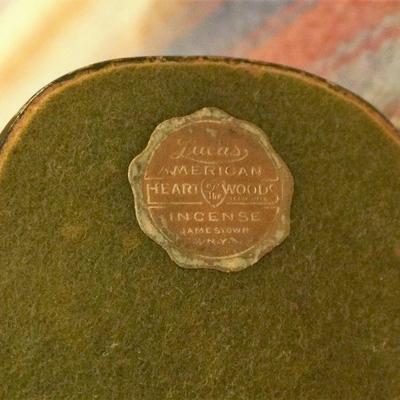 Lucas
AMERICAN
HEART of the WOODS
INCENSE
JAMESTOWN
N.Y.